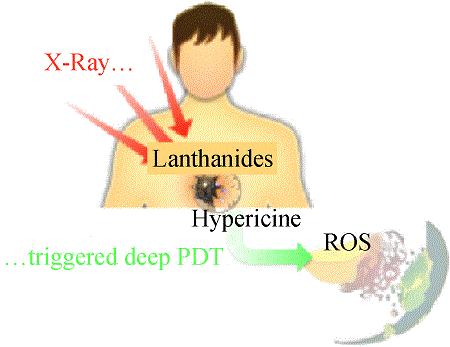 X-Ray...
Lanthanides
Hypericine
ROS
...triggered deep PDT